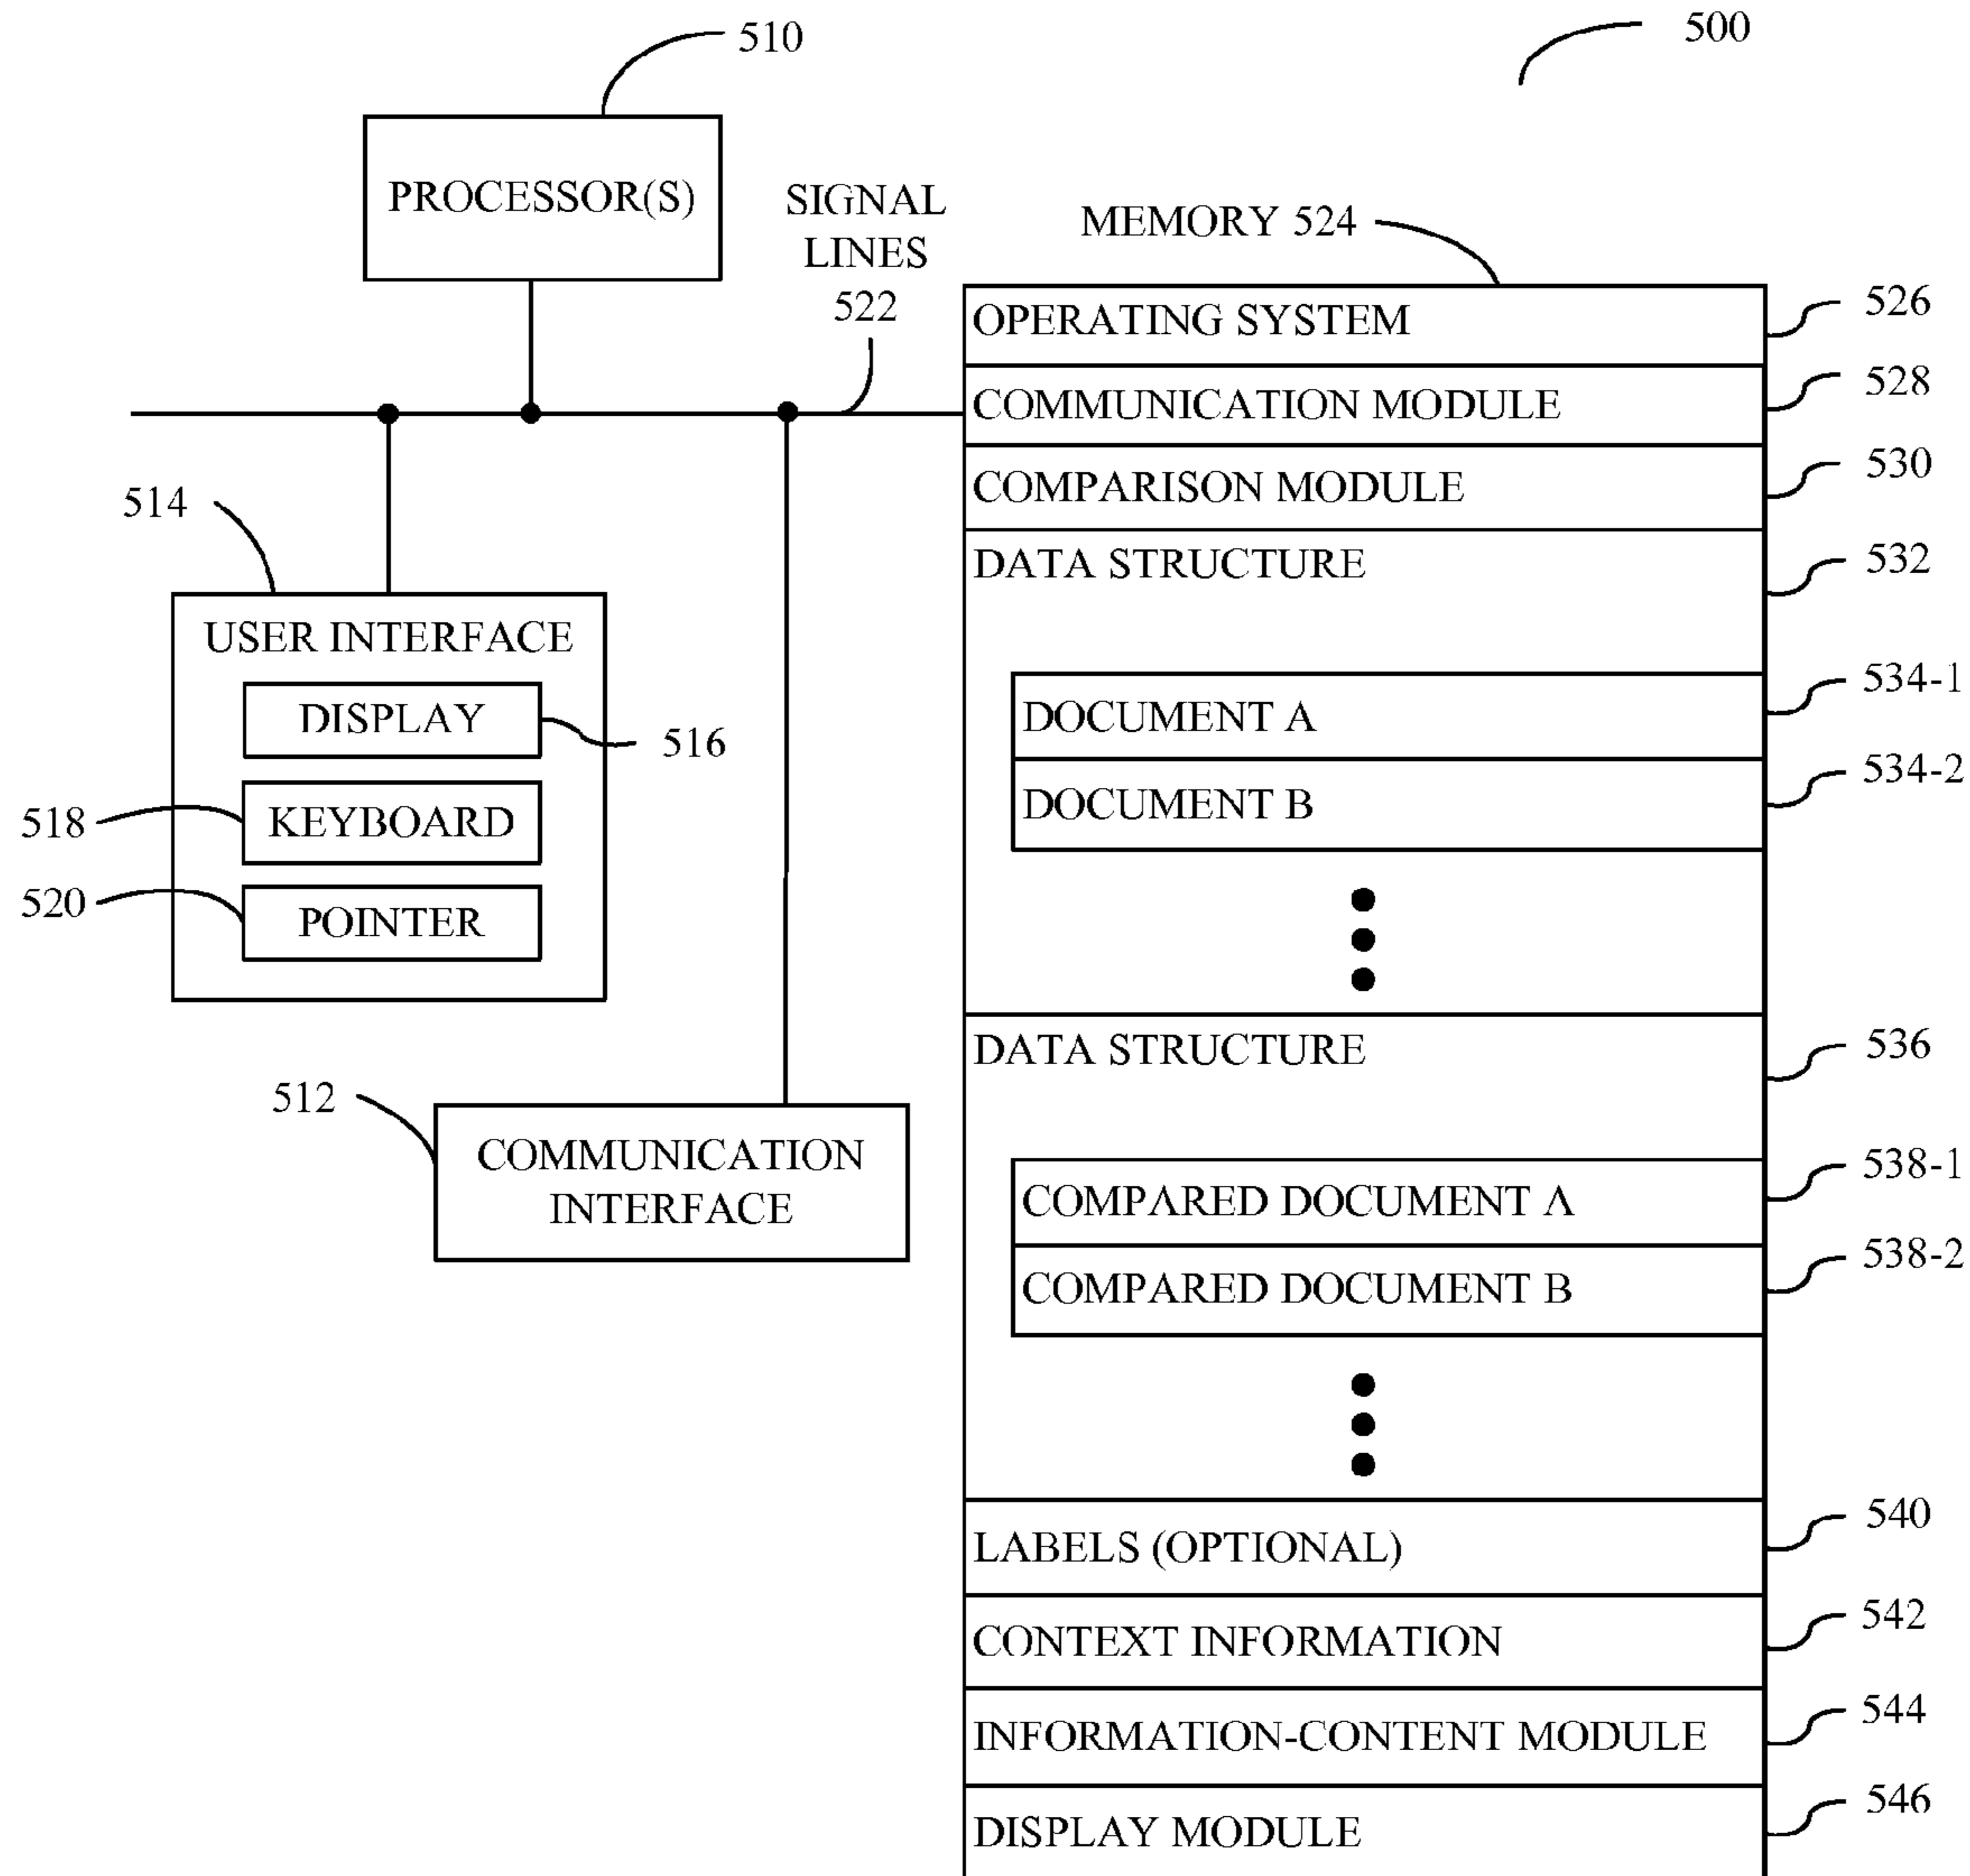 510
500
PROCESSOR(S)
SIGNAL
LINES
522
MEMORY 524
OPERATING SYSTEM
526
COMMUNICATION MODULE
528
COMPARISON MODULE
530
DATA STRUCTURE
532
DOCUMENT A
534-1
DOCUMENT B
534-2
DATA STRUCTURE
536
COMPARED DOCUMENT A
538-1
COMPARED DOCUMENT B
538-2
LABELS (OPTIONAL)
540
CONTEXT INFORMATION
542
INFORMATION-CONTENT MODULE
544
DISPLAY MODULE
546
514
USER INTERFACE
DISPLAY
516
518
KEYBOARD
520
POINTER
512
COMMUNICATION
INTERFACE